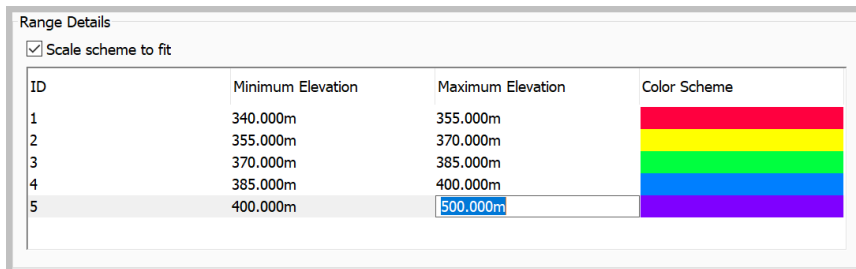 Range Details
Scale scheme to fit
ID Minimum Elevation Maximum Elevation Color Scheme
1 340.000m 355.000m
2 355.000m 370.000m
3 370.000m 385.000m
4 385.000m 400.000m
5 400.000m 500.000m